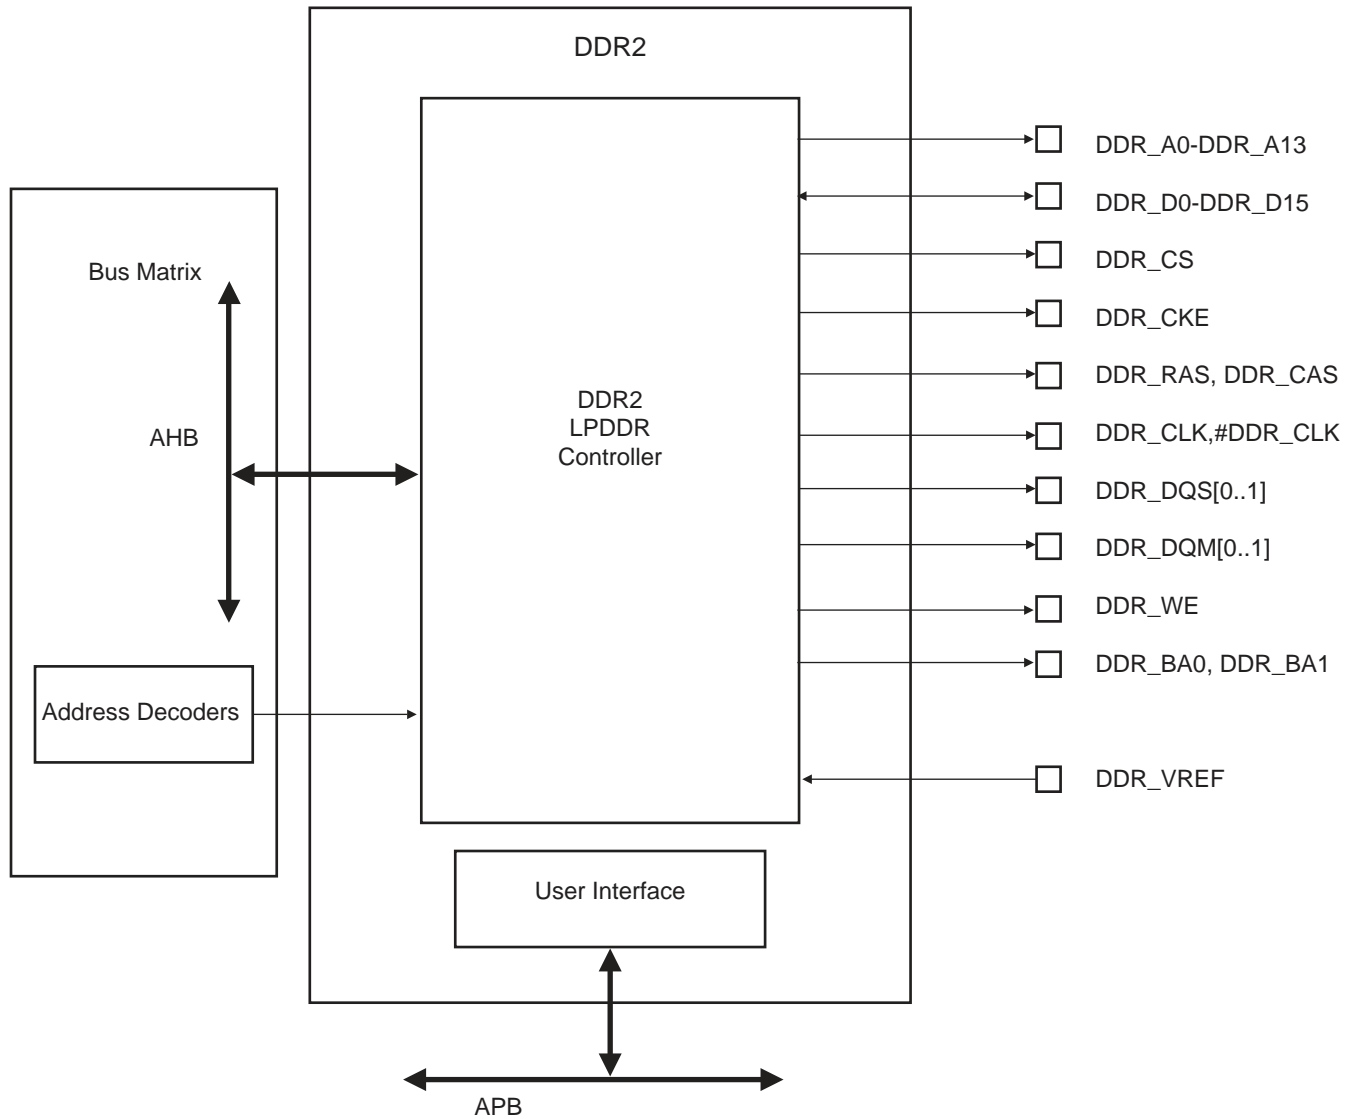 DDR2
DDR_A0-DDR_A13
DDR_D0-DDR_D15
Bus Matrix
DDR_CS
DDR_CKE
DDR_RAS, DDR_CAS
DDR2
LPDDR
Controller
AHB
DDR_CLK,#DDR_CLK
DDR_DQS[0..1]
DDR_DQM[0..1]
DDR_WE
DDR_BA0, DDR_BA1
Address Decoders
DDR_VREF
User Interface
APB